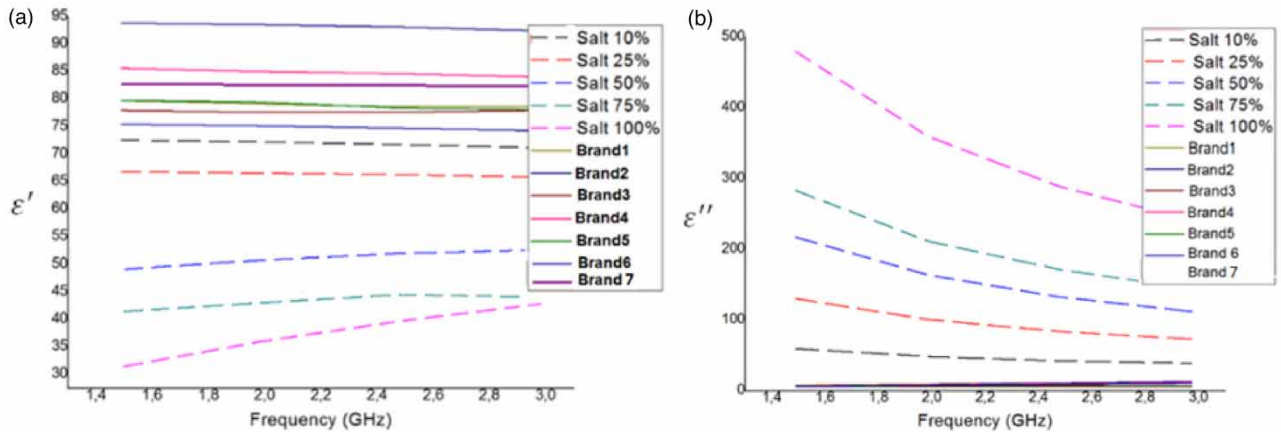 (a)
ε′
95
90
85
80
75
70
65
60
55
50
45
40
35
30
1,4 1,6 1,8 2,0 2,2 2,4 2,6 2,8 3,0
Frequency (GHz)
Salt 10%
Salt 25%
Salt 50%
Salt 75%
Salt 100%
Brand1
Brand2
Brand3
Brand4
Brand5
Brand6
Brand 7
(b)
ε″
500
400
300
200
100
0
1,4 1,6 1,8 2,0 2,2 2,4 2,6 2,8 3,0
Frequency (GHz)
Salt 10%
Salt 25%
Salt 50%
Salt 75%
Salt 100%
Brand1
Brand2
Brand3
Brand4
Brand5
Brand 6
Brand 7